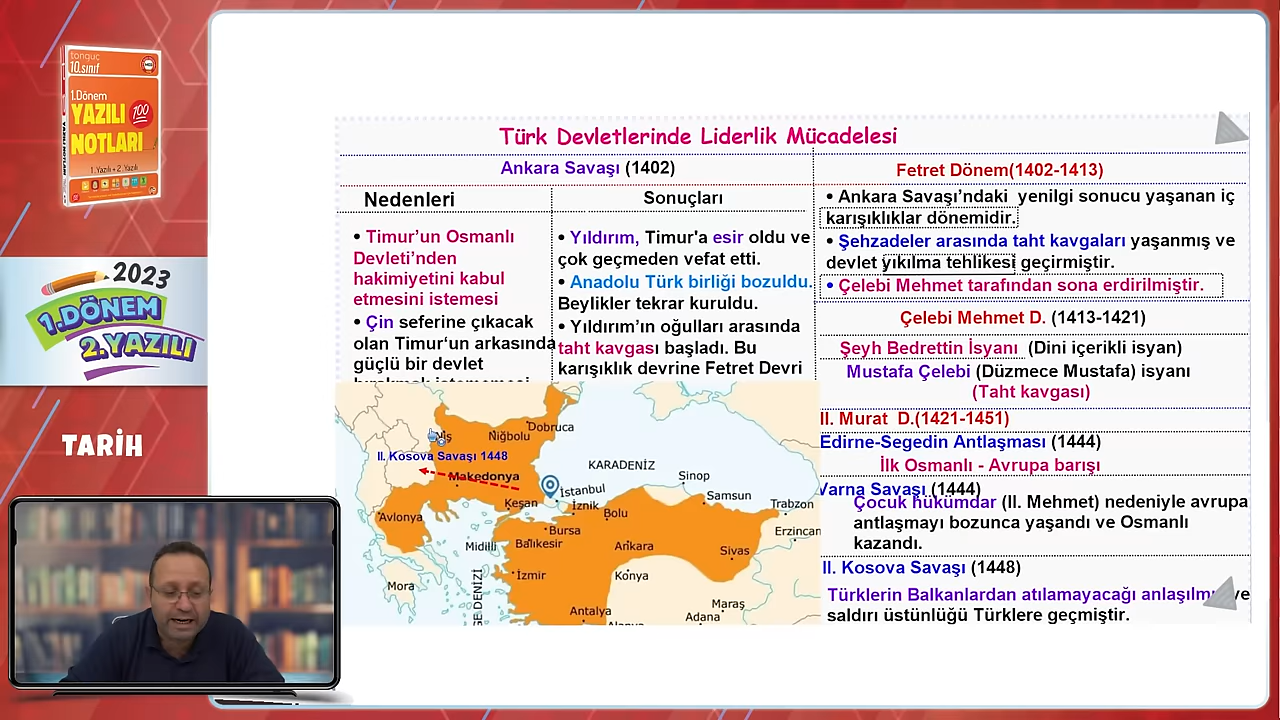 tonguç
10.sınıf
1.Dönem
YAZILI
100
NOTLARI
1.Yazılı + 2.Yazılı
TARİH
YAZILI NOTLARI
2023
1.DÖNEM
2.YAZILI
TARİH
Türk Devletlerinde Liderlik Mücadelesi
Ankara Savaşı (1402)
Nedenleri
• Timur’un Osmanlı
Devleti’nden
hakimiyetini kabul
etmesini istemesi
• Çin seferine çıkacak
olan Timur‘un arkasında
güçlü bir devlet
Sonuçları
• Yıldırım, Timur'a esir oldu ve
çok geçmeden vefat etti.
• Anadolu Türk birliği bozuldu.
Beylikler tekrar kuruldu.
• Yıldırım’ın oğulları arasında
taht kavgası başladı. Bu
karışıklık devrine Fetret Devri
Fetret Dönem(1402-1413)
• Ankara Savaşı’ndaki yenilgi sonucu yaşanan iç
karışıklıklar dönemidir.
• Şehzadeler arasında taht kavgaları yaşanmış ve
devlet yıkılma tehlikesi geçirmiştir.
• Çelebi Mehmet tarafından sona erdirilmiştir.
Çelebi Mehmet D. (1413-1421)
Şeyh Bedrettin İsyanı (Dini içerikli isyan)
Mustafa Çelebi (Düzmece Mustafa) isyanı
(Taht kavgası)
II. Murat D.(1421-1451)
Edirne-Segedin Antlaşması (1444)
İlk Osmanlı - Avrupa barışı
Varna Savaşı (1444)
Çocuk hükümdar (II. Mehmet) nedeniyle avrupa
antlaşmayı bozunca yaşandı ve Osmanlı
kazandı.
II. Kosova Savaşı (1448)
Türklerin Balkanlardan atılamayacağı ve
saldırı üstünlüğü Türklere geçmiştir.
Dobruca
Niğbolu
II. Kosova Savaşı 1448
Makedonya
KARADENİZ
Sinop
İstanbul
Samsun
Keşan
İznik
Bolu
Trabzon
Avlonya
Bursa
Erzincan
Midilli
Balıkesir
Ankara
Sivas
İzmir
Konya
Mora
GE DENİZİ
Maraş
Antalya
Adana